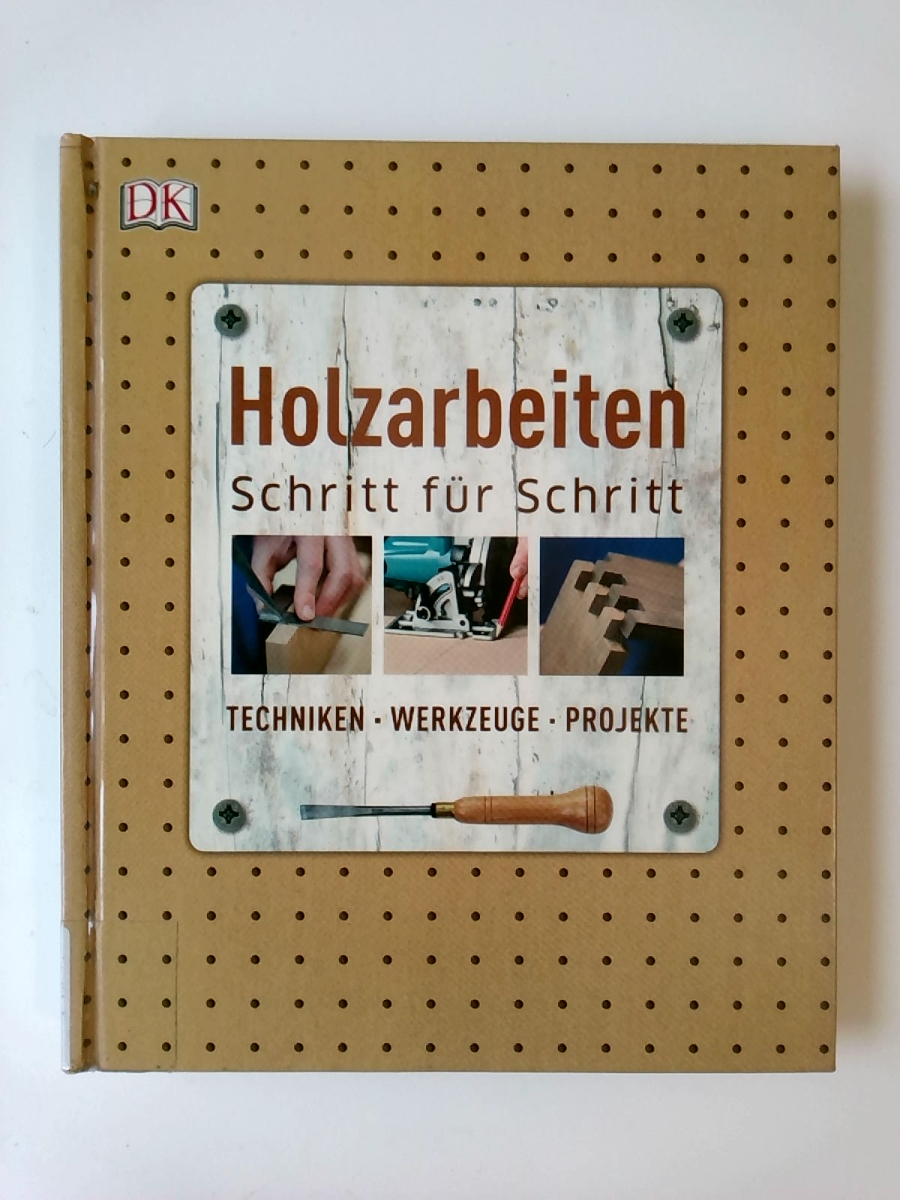 DK
Holzarbeiten
Schritt für Schritt
TECHNIKEN · WERKZEUGE · PROJEKTE